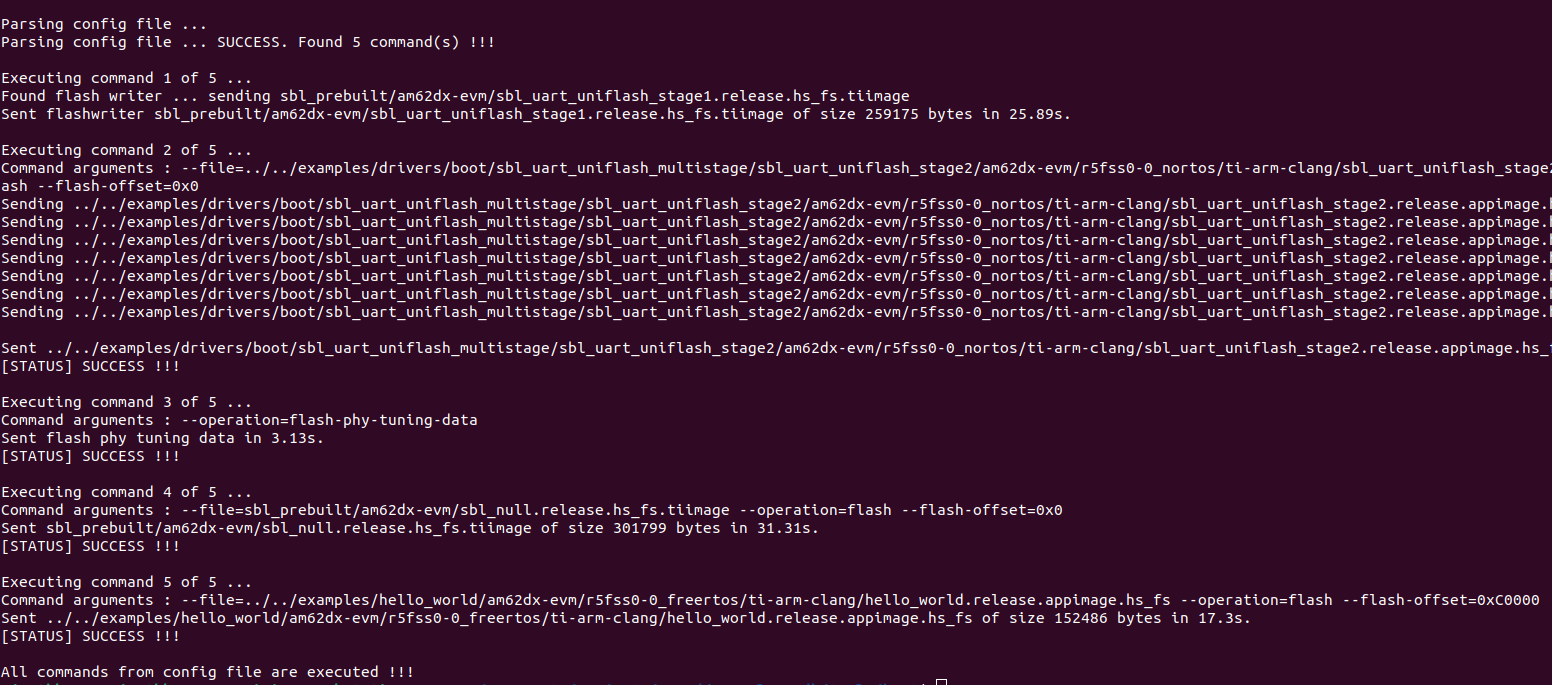 Parsing config file ...
Parsing config file ... SUCCESS. Found 5 command(s) !!!
Executing command 1 of 5 ...
Found flash writer ... sending sbl_prebuilt/am62dx-evm/sbl_uart_uniflash_stage1.release.hs_fs.tiimage
Sent flashwriter sbl_prebuilt/am62dx-evm/sbl_uart_uniflash_stage1.release.hs_fs.tiimage of size 259175 bytes in 25.89s.
Executing command 2 of 5 ...
Command arguments : --file=../../examples/drivers/boot/sbl_uart_uniflash_multistage/sbl_uart_uniflash_stage2/am62dx-evm/r5fss0-0_nortos/ti-arm-clang/sbl_uart_uniflash_stage2
ash --flash-offset=0x0
Sending ../../examples/drivers/boot/sbl_uart_uniflash_multistage/sbl_uart_uniflash_stage2/am62dx-evm/r5fss0-0_nortos/ti-arm-clang/sbl_uart_uniflash_stage2.release.appimage.
Sending ../../examples/drivers/boot/sbl_uart_uniflash_multistage/sbl_uart_uniflash_stage2/am62dx-evm/r5fss0-0_nortos/ti-arm-clang/sbl_uart_uniflash_stage2.release.appimage.
Sending ../../examples/drivers/boot/sbl_uart_uniflash_multistage/sbl_uart_uniflash_stage2/am62dx-evm/r5fss0-0_nortos/ti-arm-clang/sbl_uart_uniflash_stage2.release.appimage.
Sending ../../examples/drivers/boot/sbl_uart_uniflash_multistage/sbl_uart_uniflash_stage2/am62dx-evm/r5fss0-0_nortos/ti-arm-clang/sbl_uart_uniflash_stage2.release.appimage.
Sending ../../examples/drivers/boot/sbl_uart_uniflash_multistage/sbl_uart_uniflash_stage2/am62dx-evm/r5fss0-0_nortos/ti-arm-clang/sbl_uart_uniflash_stage2.release.appimage.
Sending ../../examples/drivers/boot/sbl_uart_uniflash_multistage/sbl_uart_uniflash_stage2/am62dx-evm/r5fss0-0_nortos/ti-arm-clang/sbl_uart_uniflash_stage2.release.appimage.
Sending ../../examples/drivers/boot/sbl_uart_uniflash_multistage/sbl_uart_uniflash_stage2/am62dx-evm/r5fss0-0_nortos/ti-arm-clang/sbl_uart_uniflash_stage2.release.appimage.
Sent ../../examples/drivers/boot/sbl_uart_uniflash_multistage/sbl_uart_uniflash_stage2/am62dx-evm/r5fss0-0_nortos/ti-arm-clang/sbl_uart_uniflash_stage2.release.appimage.hs_
[STATUS] SUCCESS !!!
Executing command 3 of 5 ...
Command arguments : --operation=flash-phy-tuning-data
Sent flash phy tuning data in 3.13s.
[STATUS] SUCCESS !!!
Executing command 4 of 5 ...
Command arguments : --file=sbl_prebuilt/am62dx-evm/sbl_null.release.hs_fs.tiimage --operation=flash --flash-offset=0x0
Sent sbl_prebuilt/am62dx-evm/sbl_null.release.hs_fs.tiimage of size 301799 bytes in 31.31s.
[STATUS] SUCCESS !!!
Executing command 5 of 5 ...
Command arguments : --file=../../examples/hello_world/am62dx-evm/r5fss0-0_freertos/ti-arm-clang/hello_world.release.appimage.hs_fs --operation=flash --flash-offset=0xC0000
Sent ../../examples/hello_world/am62dx-evm/r5fss0-0_freertos/ti-arm-clang/hello_world.release.appimage.hs_fs of size 152486 bytes in 17.3s.
[STATUS] SUCCESS !!!
All commands from config file are executed !!!